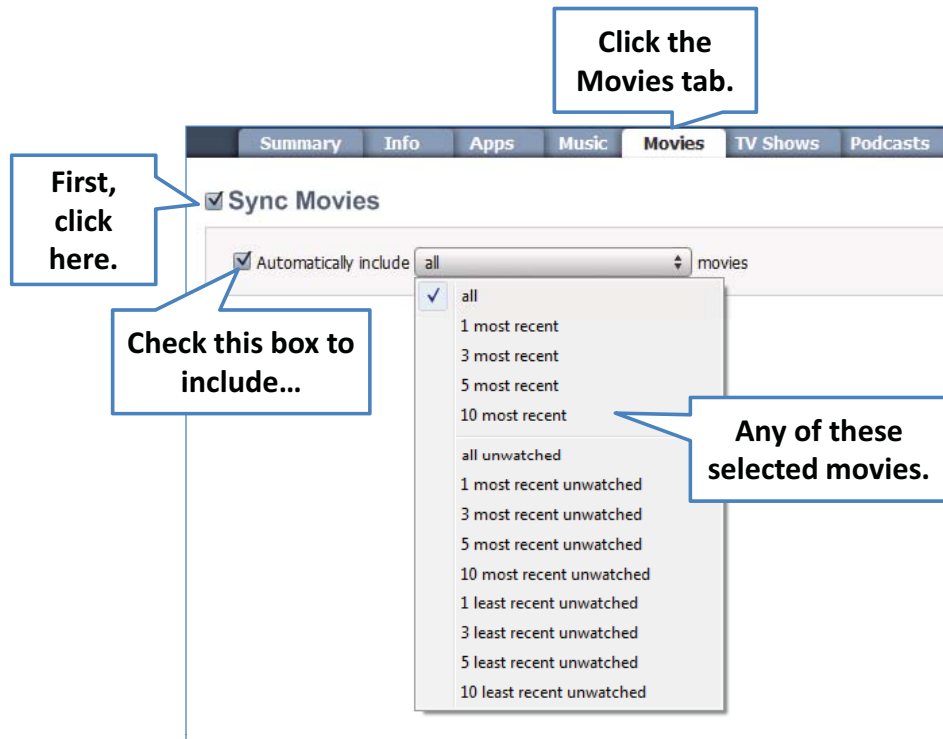 Click the
Movies tab.
Summary Info Apps Music Movies TV Shows Podcasts
First,
click
here.
Sync Movies
Automatically include all movies
Check this box to
include…
all
1 most recent
3 most recent
5 most recent
10 most recent
Any of these
selected movies.
all unwatched
1 most recent unwatched
3 most recent unwatched
5 most recent unwatched
10 most recent unwatched
1 least recent unwatched
3 least recent unwatched
5 least recent unwatched
10 least recent unwatched